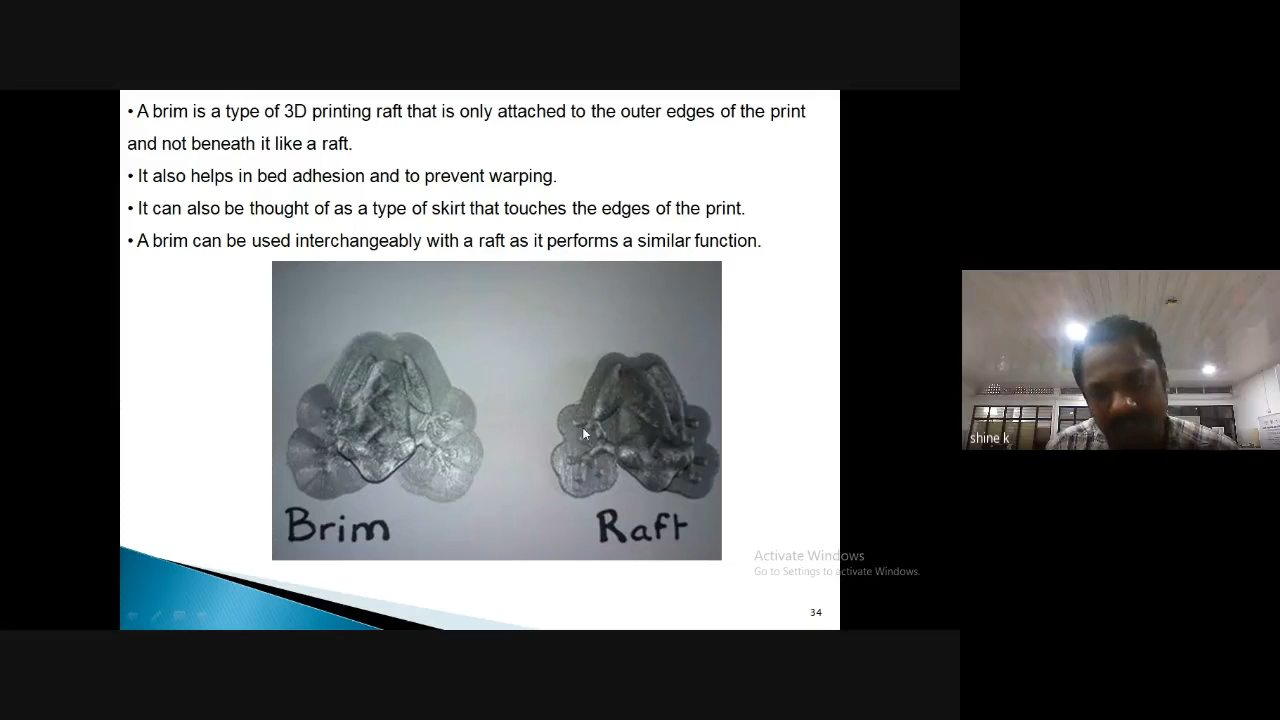 • A brim is a type of 3D printing raft that is only attached to the outer edges of the print
and not beneath it like a raft.
• It also helps in bed adhesion and to prevent warping.
• It can also be thought of as a type of skirt that touches the edges of the print.
• A brim can be used interchangeably with a raft as it performs a similar function.
Brim
Raft
shine k
Activate Windows
Go to Settings to activate Windows.
34